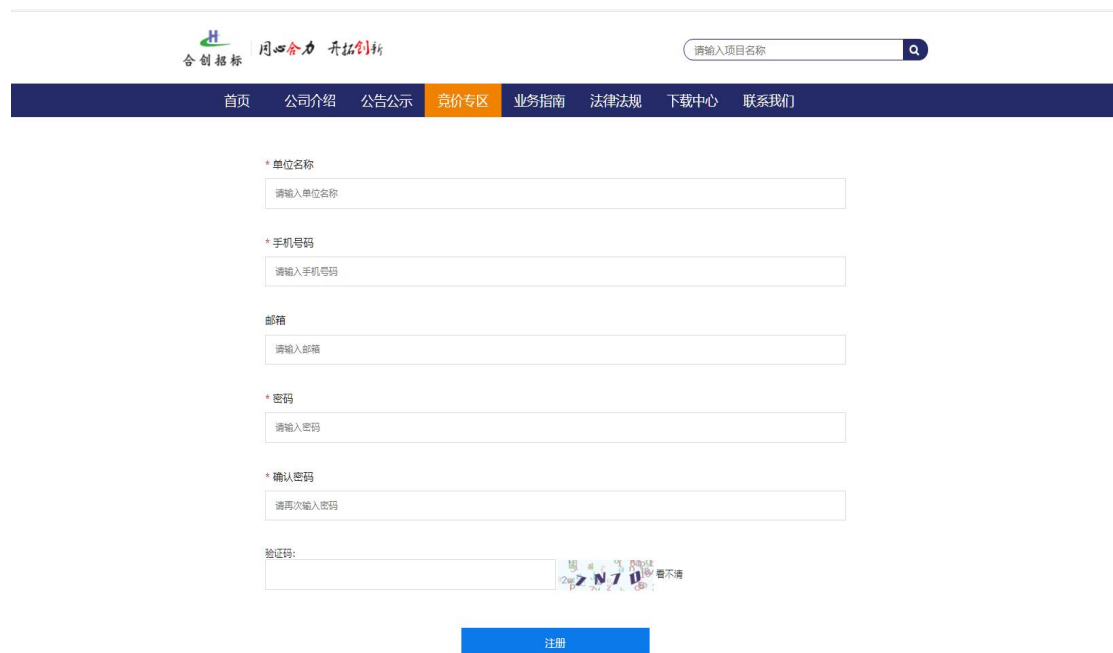 合创招标
用心合力 开拓创新
请输入项目名称
首页 公司介绍 公告公示 竞价专区 业务指南 法律法规 下载中心 联系我们
* 单位名称
请输入单位名称
* 手机号码
请输入手机号码
邮箱
请输入邮箱
* 密码
请输入密码
* 确认密码
请再次输入密码
验证码:
看不清
注册